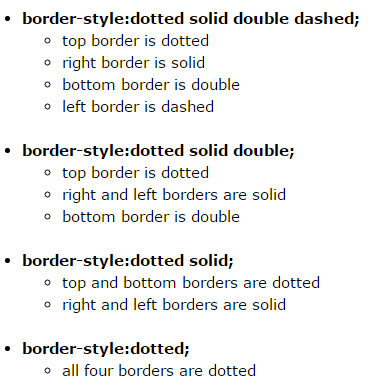 border-style:dotted solid double dashed;
top border is dotted
right border is solid
bottom border is double
left border is dashed
border-style:dotted solid double;
top border is dotted
right and left borders are solid
bottom border is double
border-style:dotted solid;
top and bottom borders are dotted
right and left borders are solid
border-style:dotted;
all four borders are dotted